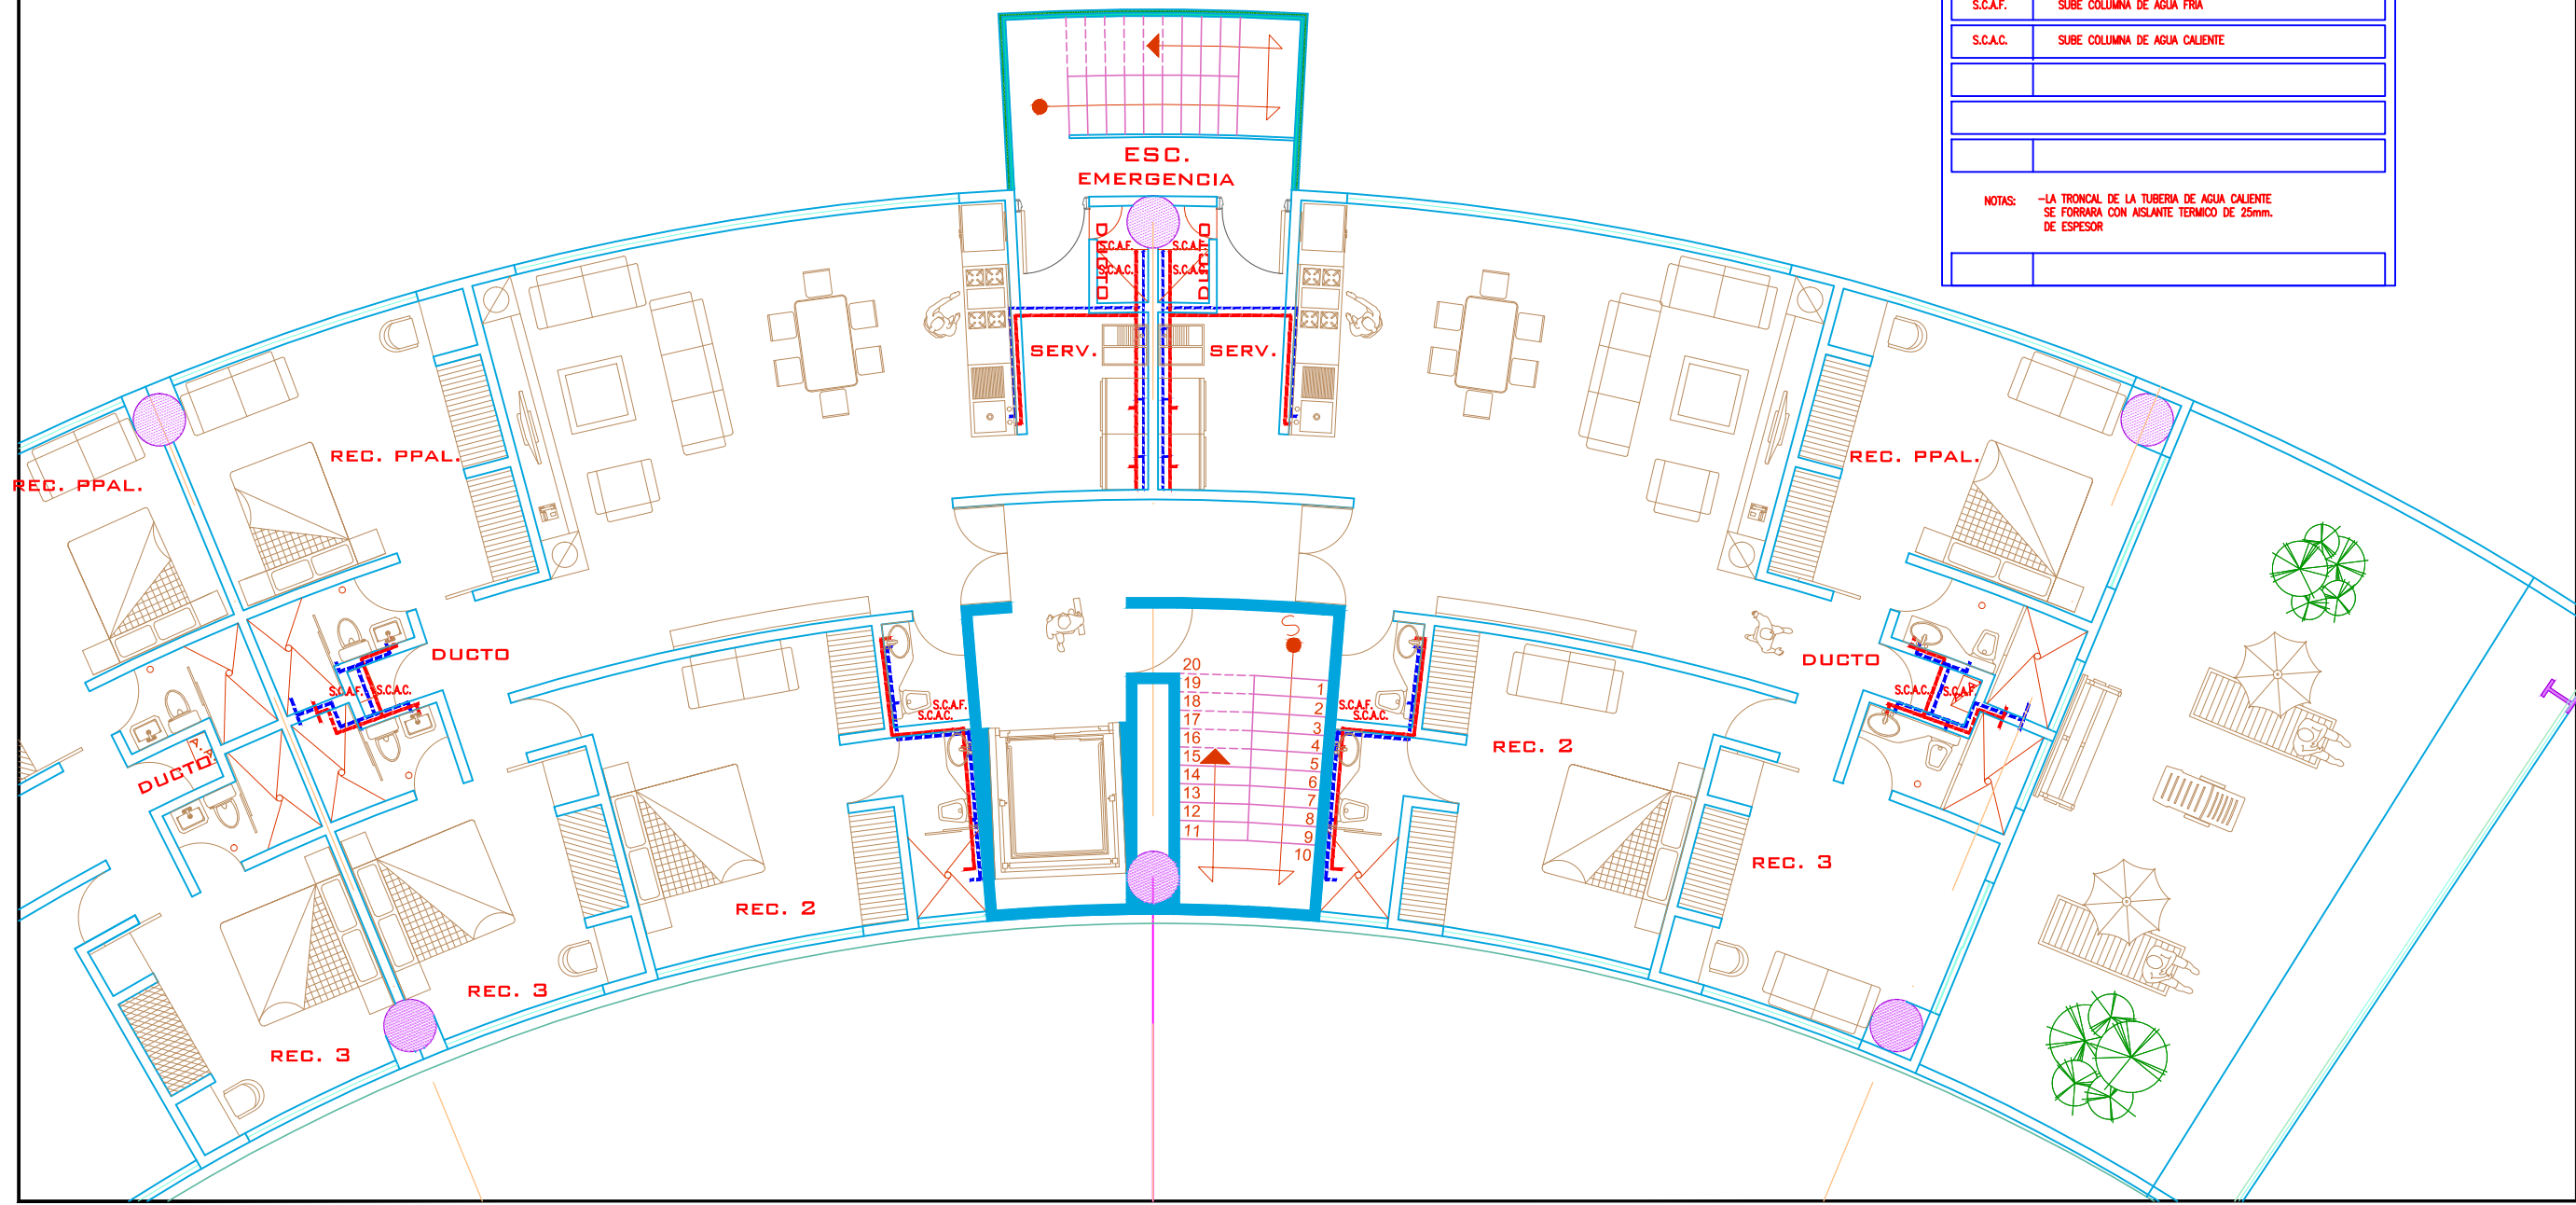 S.C.A.F. SUBE COLUMNA DE AGUA FRIA
S.C.A.C. SUBE COLUMNA DE AGUA CALIENTE
NOTAS: -LA TRONCAL DE LA TUBERIA DE AGUA CALIENTE
SE FORRARA CON AISLANTE TERMICO DE 25mm.
DE ESPESOR
ESC.
EMERGENCIA
DUCTO
DUCTO
S.C.A.F.
S.C.A.F.
S.C.A.C.
S.C.A.C.
SERV.
SERV.
REC. PPAL.
REC. PPAL.
REC. PPAL.
DUCTO
S.C.A.F.
S.C.A.C.
DUCTO
S.C.A.C.
S.C.A.F.
S.C.A.F.
S.C.A.C.
S.C.A.F.
S.C.A.C.
S
20
19
18
17
16
15
14
13
12
11
1
2
3
4
5
6
7
8
9
10
DUCTO
REC. 2
REC. 2
REC. 3
REC. 3
REC. 3